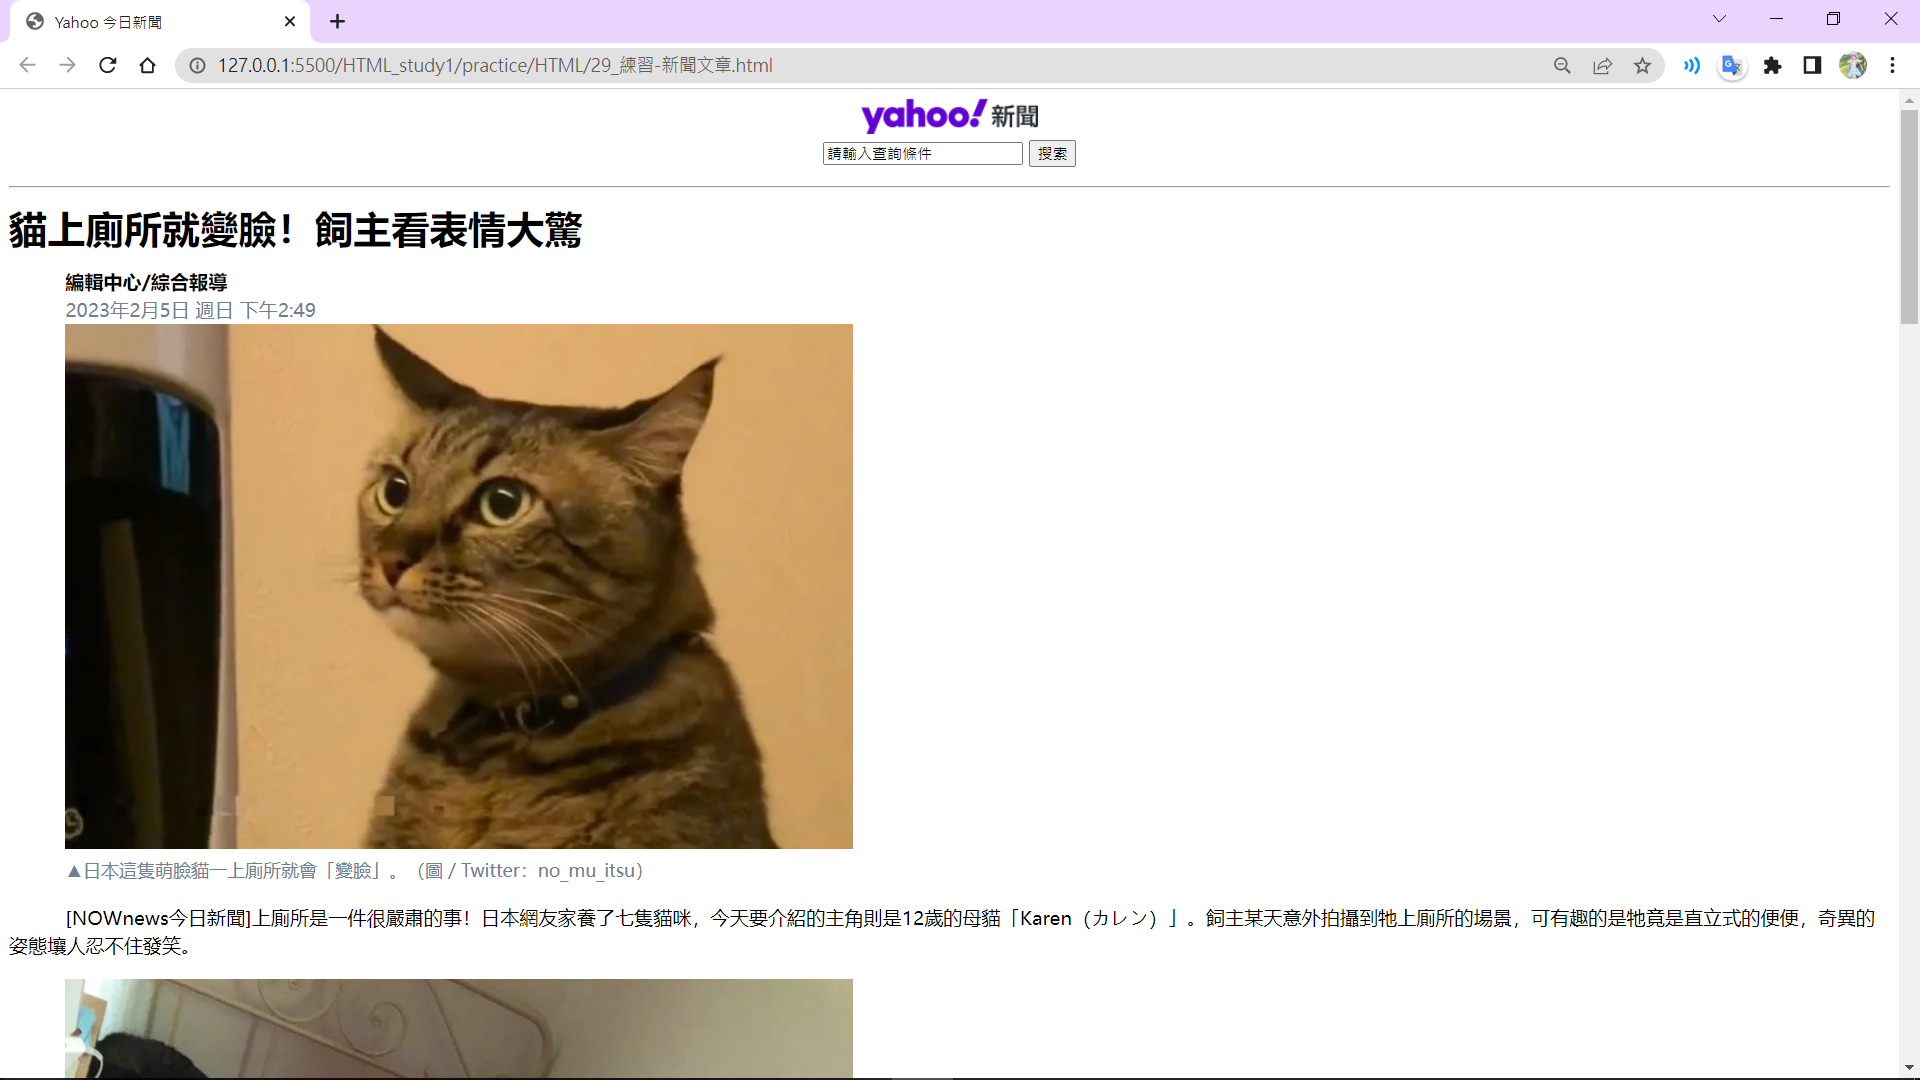 Yahoo 今日新聞
127.0.0.1:5500/HTML_study1/practice/HTML/29_練習-新聞文章.html
yahoo! 新聞
請輸入查詢條件 搜索
貓上廁所就變臉！飼主看表情大驚
編輯中心/綜合報導
2023年2月5日 週日 下午2:49
▲日本這隻萌臉貓一上廁所就會「變臉」。（圖 / Twitter：no_mu_itsu）
[NOWnews今日新聞]上廁所是一件很嚴肅的事！日本網友家養了七隻貓咪，今天要介紹的主角則是12歲的母貓「Karen（カレン）」。飼主某天意外拍攝到牠上廁所的場景，可有趣的是牠竟是直立式的便便，奇異的
姿態壤人忍不住發笑。